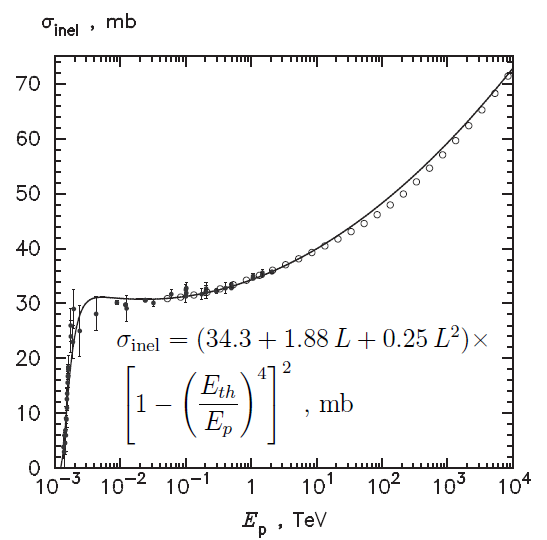 σ_inel , mb
70
60
50
40
30
20
10
0
σ_inel = (34.3 + 1.88 L + 0.25 L²)×
[1 − (E_th/E_p)⁴]² , mb
10⁻³ 10⁻² 10⁻¹ 1 10¹ 10² 10³ 10⁴
E_p , TeV